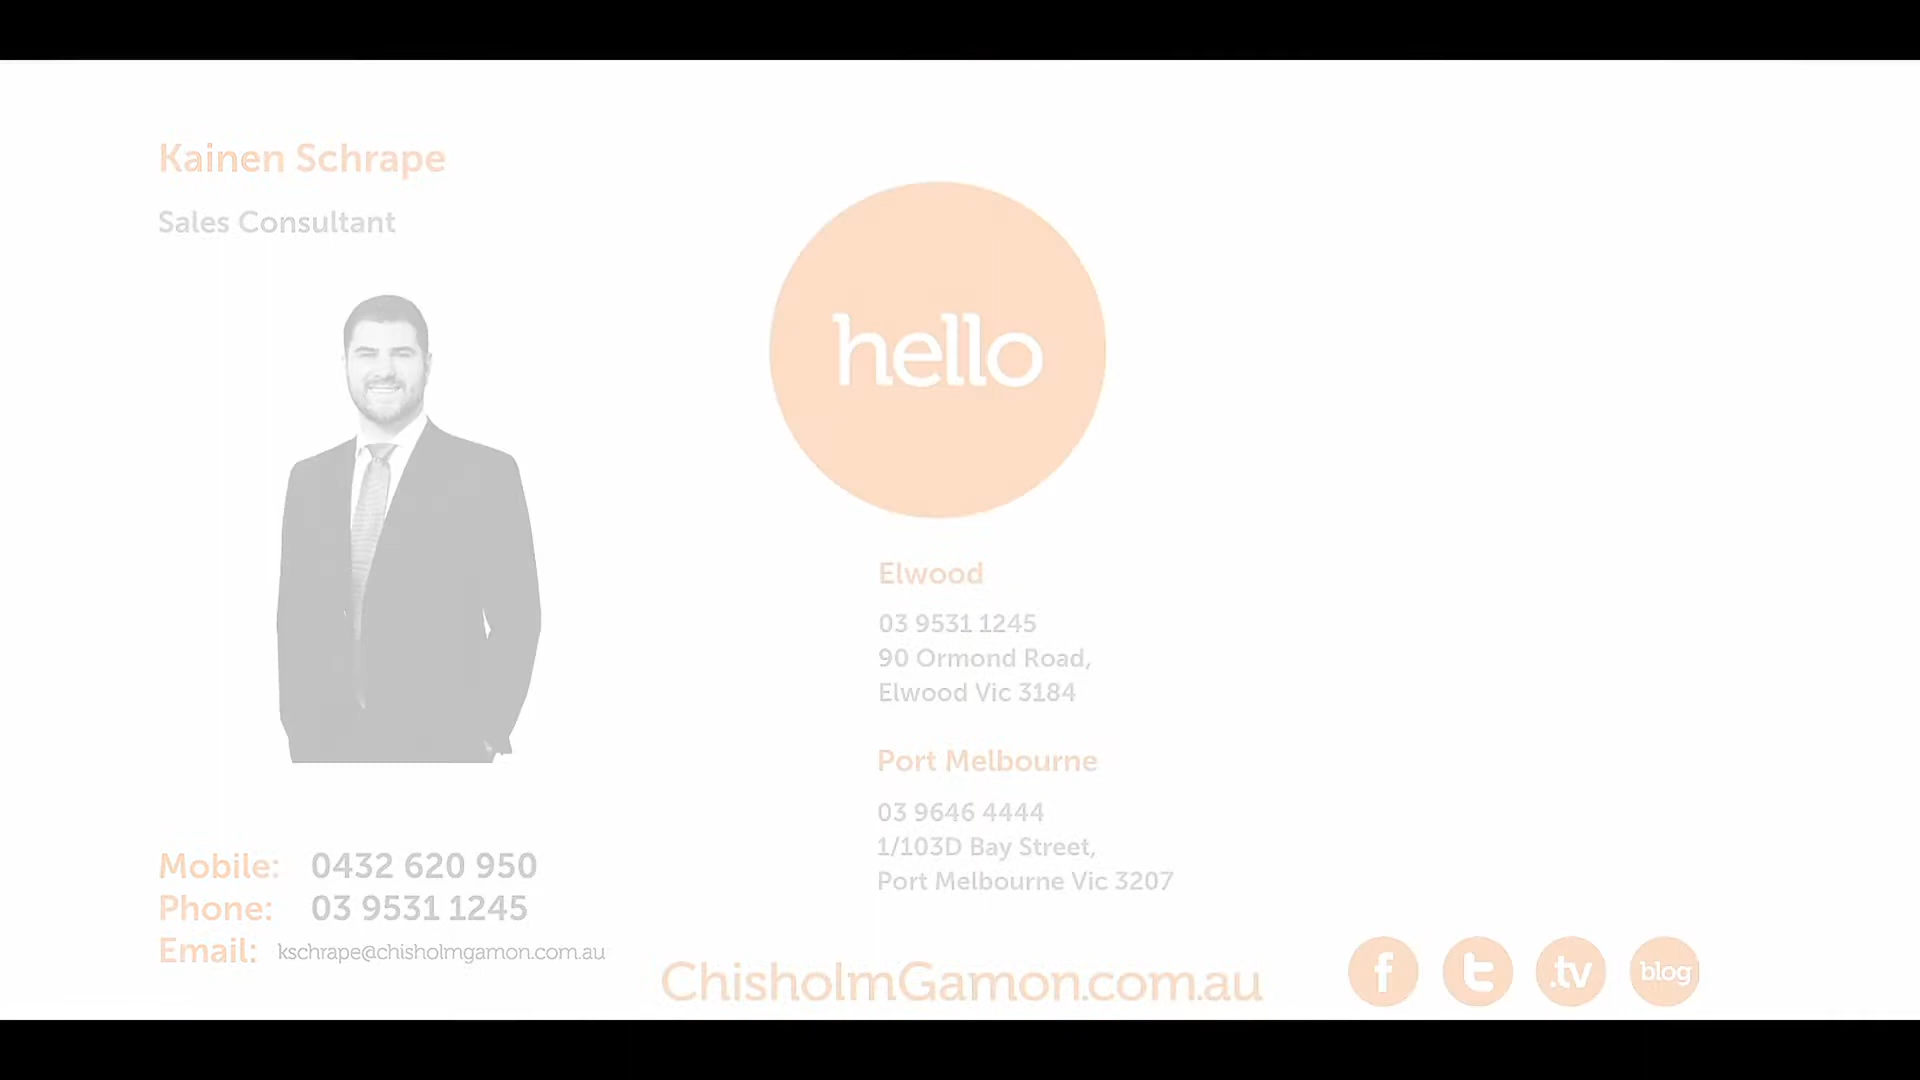 Kainen Schrape
Sales Consultant
hello
Elwood
03 9531 1245
90 Ormond Road,
Elwood Vic 3184
Port Melbourne
03 9646 4444
1/103D Bay Street,
Port Melbourne Vic 3207
Mobile: 0432 620 950
Phone: 03 9531 1245
Email: kschrape@chisholmgamon.com.au
ChisholmGamon.com.au
f t .tv blog